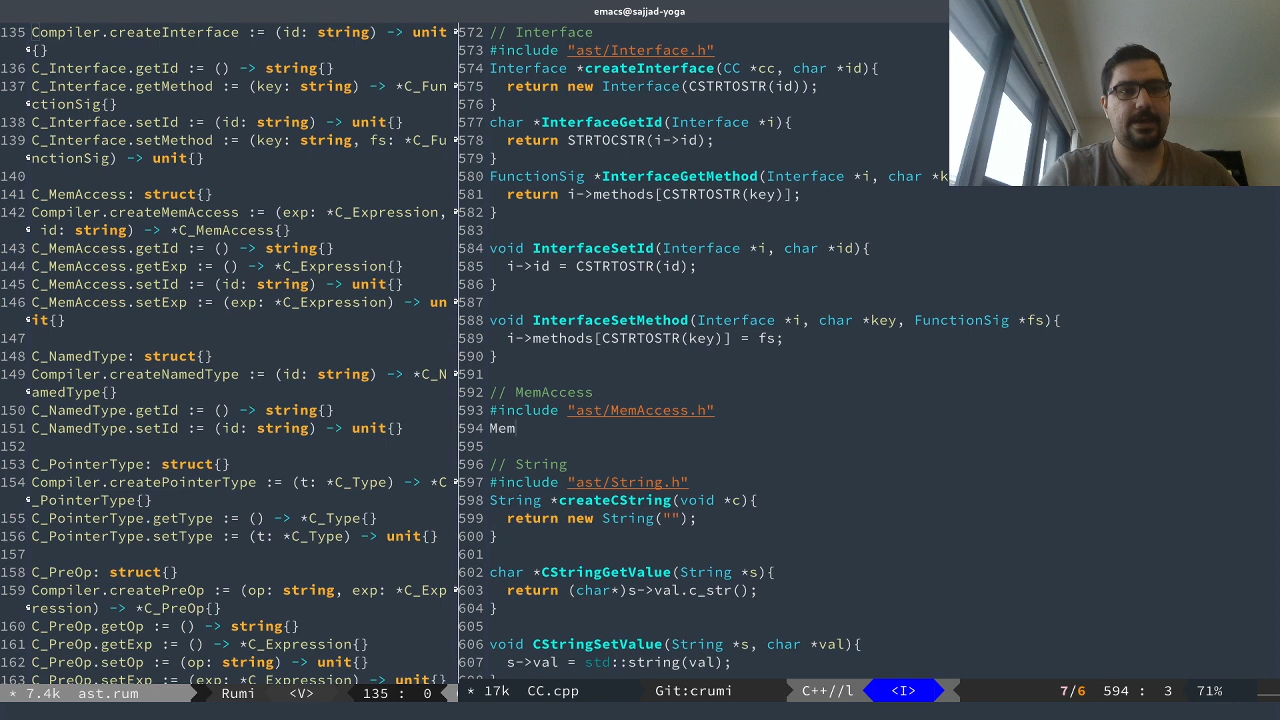 emacs@sajjad-yoga
135 Compiler.createInterface := (id: string) -> unit
{}
136 C_Interface.getId := () -> string{}
137 C_Interface.getMethod := (key: string) -> *C_Fun
ctionSig{}
138 C_Interface.setId := (id: string) -> unit{}
139 C_Interface.setMethod := (key: string, fs: *C_Fu
nctionSig) -> unit{}
140
141 C_MemAccess: struct{}
142 Compiler.createMemAccess := (exp: *C_Expression,
id: string) -> *C_MemAccess{}
143 C_MemAccess.getId := () -> string{}
144 C_MemAccess.getExp := () -> *C_Expression{}
145 C_MemAccess.setId := (id: string) -> unit{}
146 C_MemAccess.setExp := (exp: *C_Expression) -> un
it{}
147
148 C_NamedType: struct{}
149 Compiler.createNamedType := (id: string) -> *C_N
amedType{}
150 C_NamedType.getId := () -> string{}
151 C_NamedType.setId := (id: string) -> unit{}
152
153 C_PointerType: struct{}
154 Compiler.createPointerType := (t: *C_Type) -> *C
_PointerType{}
155 C_PointerType.getType := () -> *C_Type{}
156 C_PointerType.setType := (t: *C_Type) -> unit{}
157
158 C_PreOp: struct{}
159 Compiler.createPreOp := (op: string, exp: *C_Exp
ression) -> *C_PreOp{}
160 C_PreOp.getOp := () -> string{}
161 C_PreOp.getExp := () -> *C_Expression{}
162 C_PreOp.setOp := (op: string) -> unit{}
163 C_PreOp.setExp := (exp: *C_Expression) -> unit{}
* 7.4k ast.rum Rumi <V> 135 : 0
572 // Interface
573 #include "ast/Interface.h"
574 Interface *createInterface(CC *cc, char *id){
575 return new Interface(CSTRTOSTR(id));
576 }
577 char *InterfaceGetId(Interface *i){
578 return STRTOCSTR(i->id);
579 }
580 FunctionSig *InterfaceGetMethod(Interface *i, char *k
581 return i->methods[CSTRTOSTR(key)];
582 }
583
584 void InterfaceSetId(Interface *i, char *id){
585 i->id = CSTRTOSTR(id);
586 }
587
588 void InterfaceSetMethod(Interface *i, char *key, FunctionSig *fs){
589 i->methods[CSTRTOSTR(key)] = fs;
590 }
591
592 // MemAccess
593 #include "ast/MemAccess.h"
594 Mem
595
596 // String
597 #include "ast/String.h"
598 String *createCString(void *c){
599 return new String("");
600 }
601
602 char *CStringGetValue(String *s){
603 return (char*)s->val.c_str();
604 }
605
606 void CStringSetValue(String *s, char *val){
607 s->val = std::string(val);
* 17k CC.cpp Git:crumi C++//l <I> 7/6 594 : 3 71%